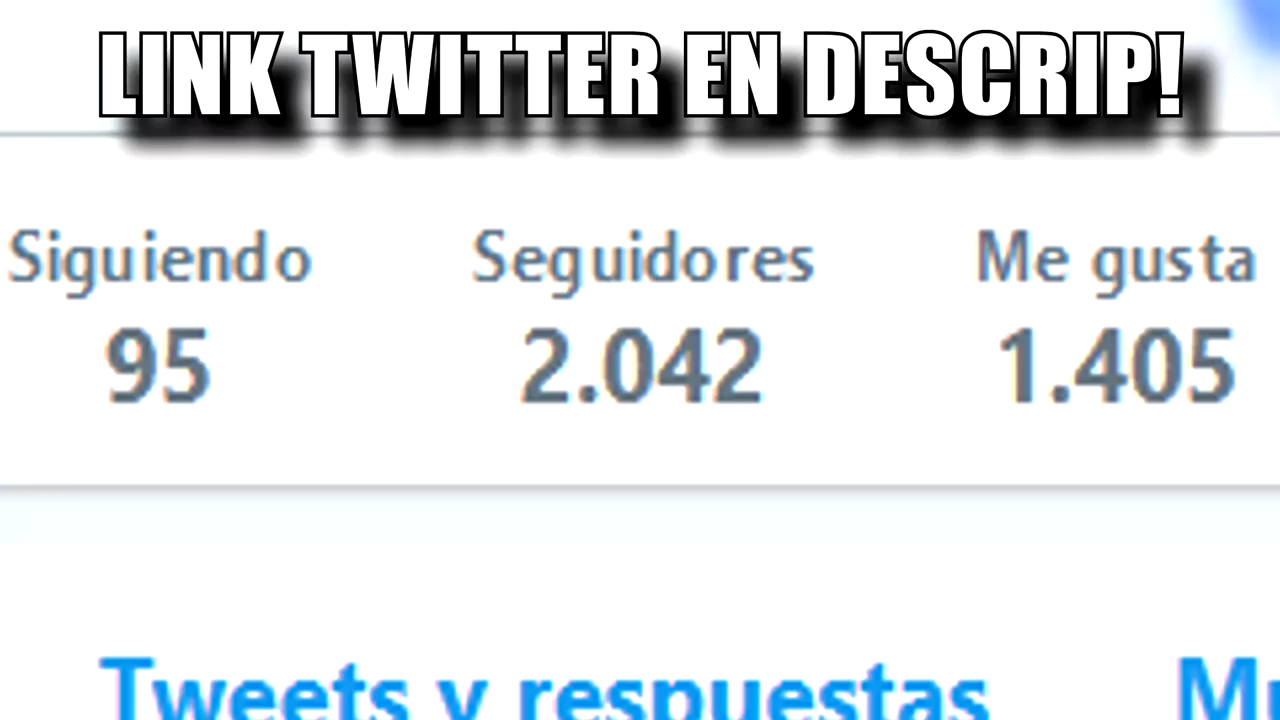 LINK TWITTER EN DESCRIP!
Siguiendo Seguidores Me gusta
95 2.042 1.405
Tweets y respuestas